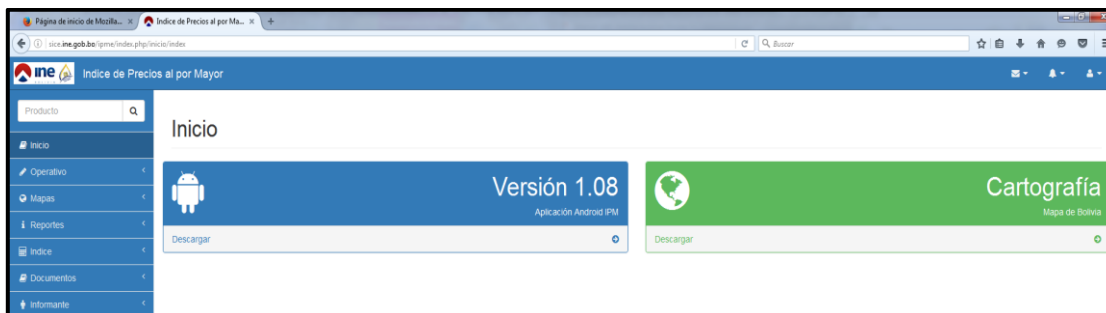 Página de inicio de Mozilla...
Indice de Precios al por Ma...
sice.ine.gob.bo/ipme/index.php/inicio/index
Buscar
ine
Indice de Precios al por Mayor
Producto
Inicio
Inicio
Operativo
Mapas
Reportes
Indice
Documentos
Informante
Versión 1.08
Aplicación Android IPM
Descargar
Cartografía
Mapa de Bolivia
Descargar